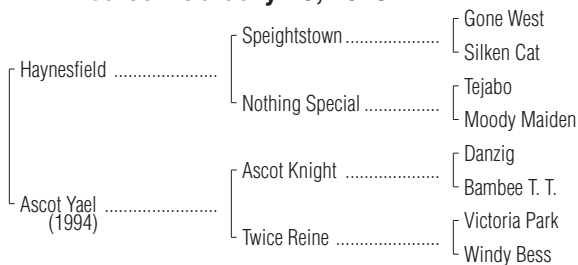 Gone West
Speightstown ....................
Silken Cat
Haynesfield ......................
Tejabo
Nothing Special ................
Moody Maiden
Danzig
Ascot Knight ....................
Bambee T. T.
Ascot Yael ........................
Victoria Park
(1994)
Twice Reine ......................
Windy Bess